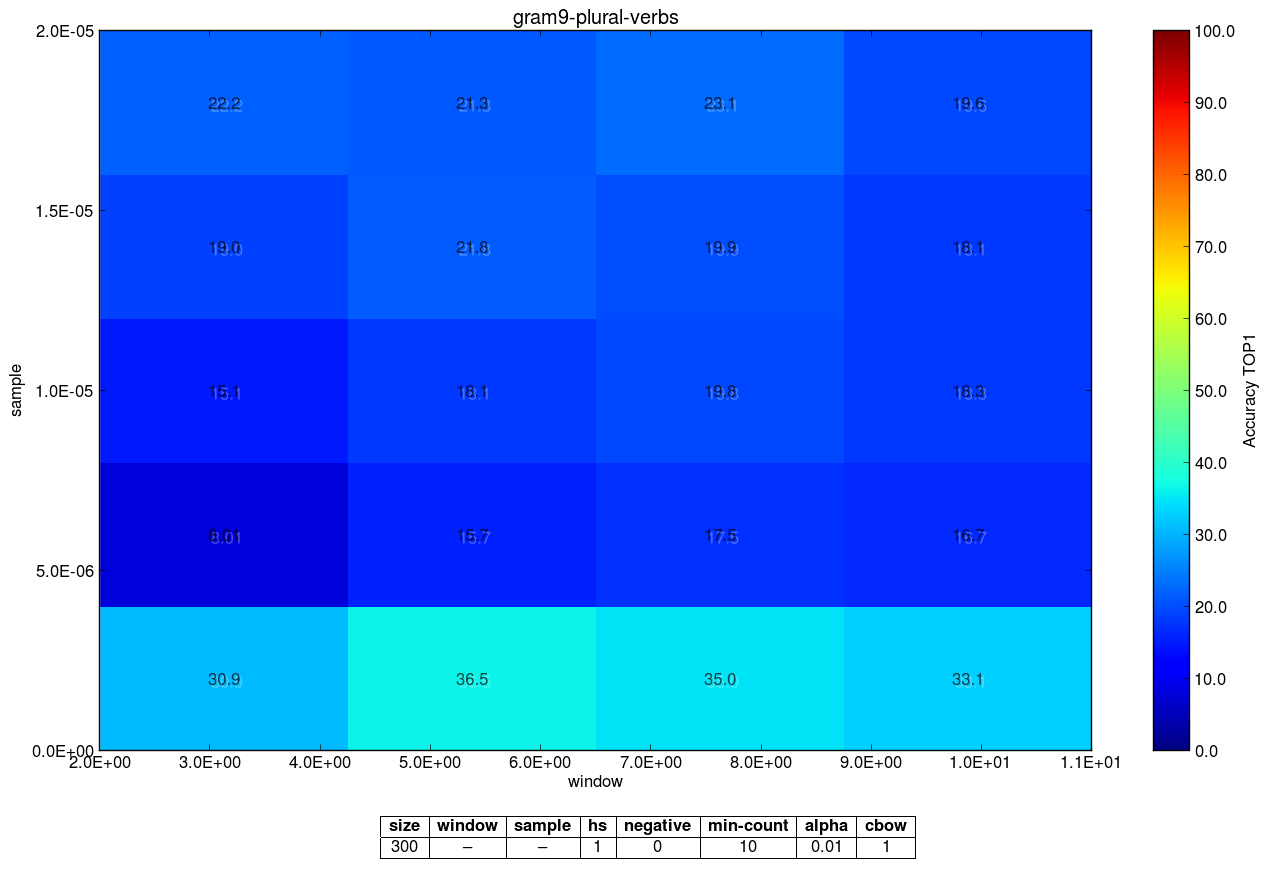 gram9-plural-verbs
2.0E-05
1.5E-05
1.0E-05
5.0E-06
0.0E+00
sample
22.2 21.3 23.1 19.6
19.0 21.8 19.9 18.1
15.1 18.1 19.8 18.3
8.01 15.7 17.5 16.7
30.9 36.5 35.0 33.1
2.0E+00 3.0E+00 4.0E+00 5.0E+00 6.0E+00 7.0E+00 8.0E+00 9.0E+00 1.0E+01 1.1E+01
window
100.0
90.0
80.0
70.0
60.0
50.0
40.0
30.0
20.0
10.0
0.0
Accuracy TOP1
size window sample hs negative min-count alpha cbow
300 – – 1 0 10 0.01 1